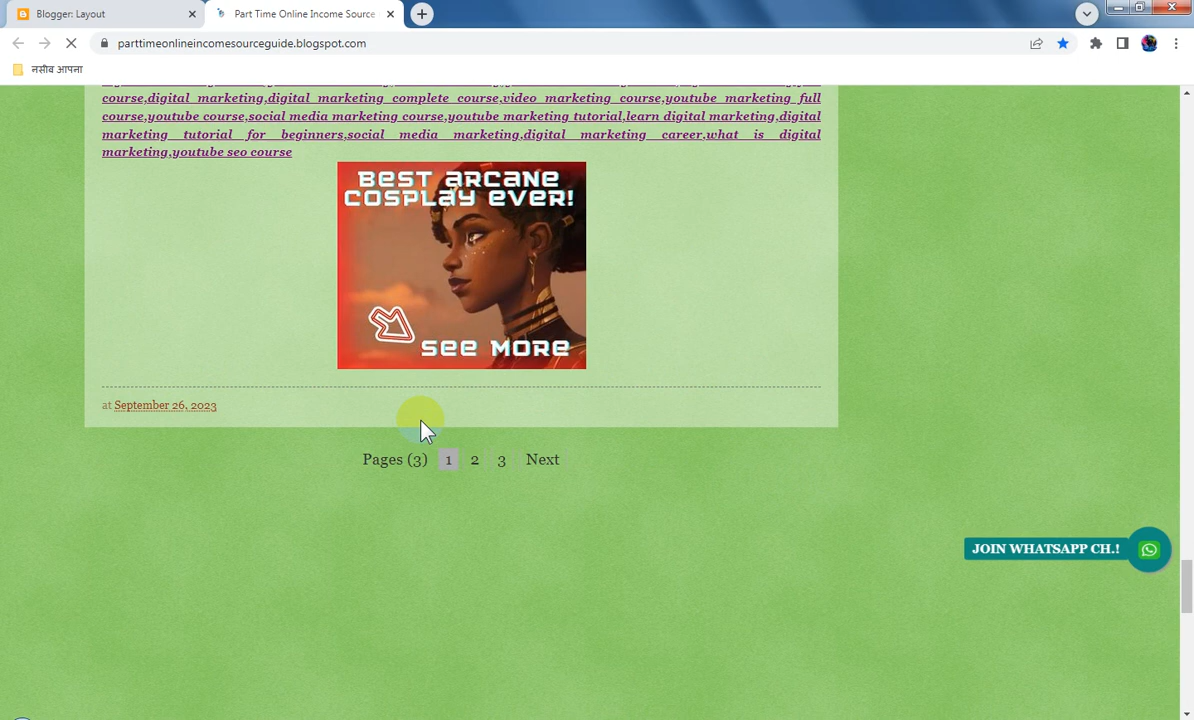 Blogger: Layout
Part Time Online Income Source
parttimeonlineincomesourceguide.blogspot.com
नसीब आपना
course,digital marketing,digital marketing complete course,video marketing course,youtube marketing full
course,youtube course,social media marketing course,youtube marketing tutorial,learn digital marketing,digital
marketing tutorial for beginners,social media marketing,digital marketing career,what is digital
marketing,youtube seo course
BEST ARCANE
COSPLAY EVER!
SEE MORE
at September 26, 2023
Pages (3) 1 2 3 Next
JOIN WHATSAPP CH.!